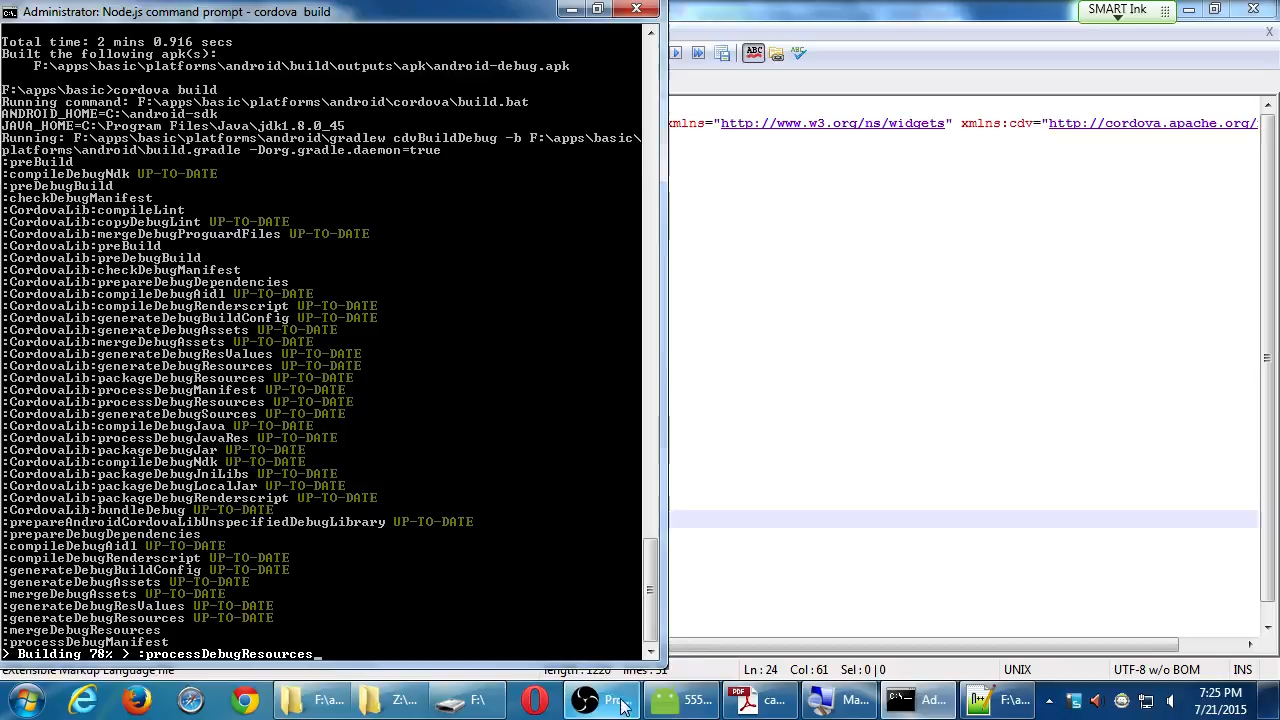 Administrator: Node.js command prompt - cordova  build
SMART Ink
Total time: 2 mins 0.916 secs
Built the following apk(s):
F:\apps\basic\platforms\android\build\outputs\apk\android-debug.apk
F:\apps\basic>cordova build
Running command: F:\apps\basic\platforms\android\cordova\build.bat
ANDROID_HOME=C:\android-sdk
JAVA_HOME=C:\Program Files\Java\jdk1.8.0_45
Running: F:\apps\basic\platforms\android\gradlew cdvBuildDebug -b F:\apps\basic\
platforms\android\build.gradle -Dorg.gradle.daemon=true
:preBuild
:compileDebugNdk UP-TO-DATE
:preDebugBuild
:checkDebugManifest
:CordovaLib:compileLint
:CordovaLib:copyDebugLint UP-TO-DATE
:CordovaLib:mergeDebugProguardFiles UP-TO-DATE
:CordovaLib:preBuild
:CordovaLib:preDebugBuild
:CordovaLib:checkDebugManifest
:CordovaLib:prepareDebugDependencies
:CordovaLib:compileDebugAidl UP-TO-DATE
:CordovaLib:compileDebugRenderscript UP-TO-DATE
:CordovaLib:generateDebugBuildConfig UP-TO-DATE
:CordovaLib:generateDebugAssets UP-TO-DATE
:CordovaLib:mergeDebugAssets UP-TO-DATE
:CordovaLib:generateDebugResValues UP-TO-DATE
:CordovaLib:generateDebugResources UP-TO-DATE
:CordovaLib:packageDebugResources UP-TO-DATE
:CordovaLib:processDebugManifest UP-TO-DATE
:CordovaLib:processDebugResources UP-TO-DATE
:CordovaLib:generateDebugSources UP-TO-DATE
:CordovaLib:compileDebugJava UP-TO-DATE
:CordovaLib:processDebugJavaRes UP-TO-DATE
:CordovaLib:packageDebugJar UP-TO-DATE
:CordovaLib:compileDebugNdk UP-TO-DATE
:CordovaLib:packageDebugJniLibs UP-TO-DATE
:CordovaLib:packageDebugLocalJar UP-TO-DATE
:CordovaLib:packageDebugRenderscript UP-TO-DATE
:CordovaLib:bundleDebug UP-TO-DATE
:prepareAndroidCordovaLibUnspecifiedDebugLibrary UP-TO-DATE
:prepareDebugDependencies
:compileDebugAidl UP-TO-DATE
:compileDebugRenderscript UP-TO-DATE
:generateDebugBuildConfig UP-TO-DATE
:generateDebugAssets UP-TO-DATE
:mergeDebugAssets UP-TO-DATE
:generateDebugResValues UP-TO-DATE
:generateDebugResources UP-TO-DATE
:mergeDebugResources
:processDebugManifest
> Building 78% > :processDebugResources_
ABC ABC
xmlns="http://www.w3.org/ns/widgets" xmlns:cdv="http://cordova.apache.org/
Ln : 24 Col : 61 Sel : 0 | 0 UNIX UTF-8 w/o BOM INS
F:\a... Z:\... F:\ Pro... 555... ca... Ma... Ad... F:\a...
7:25 PM
7/21/2015